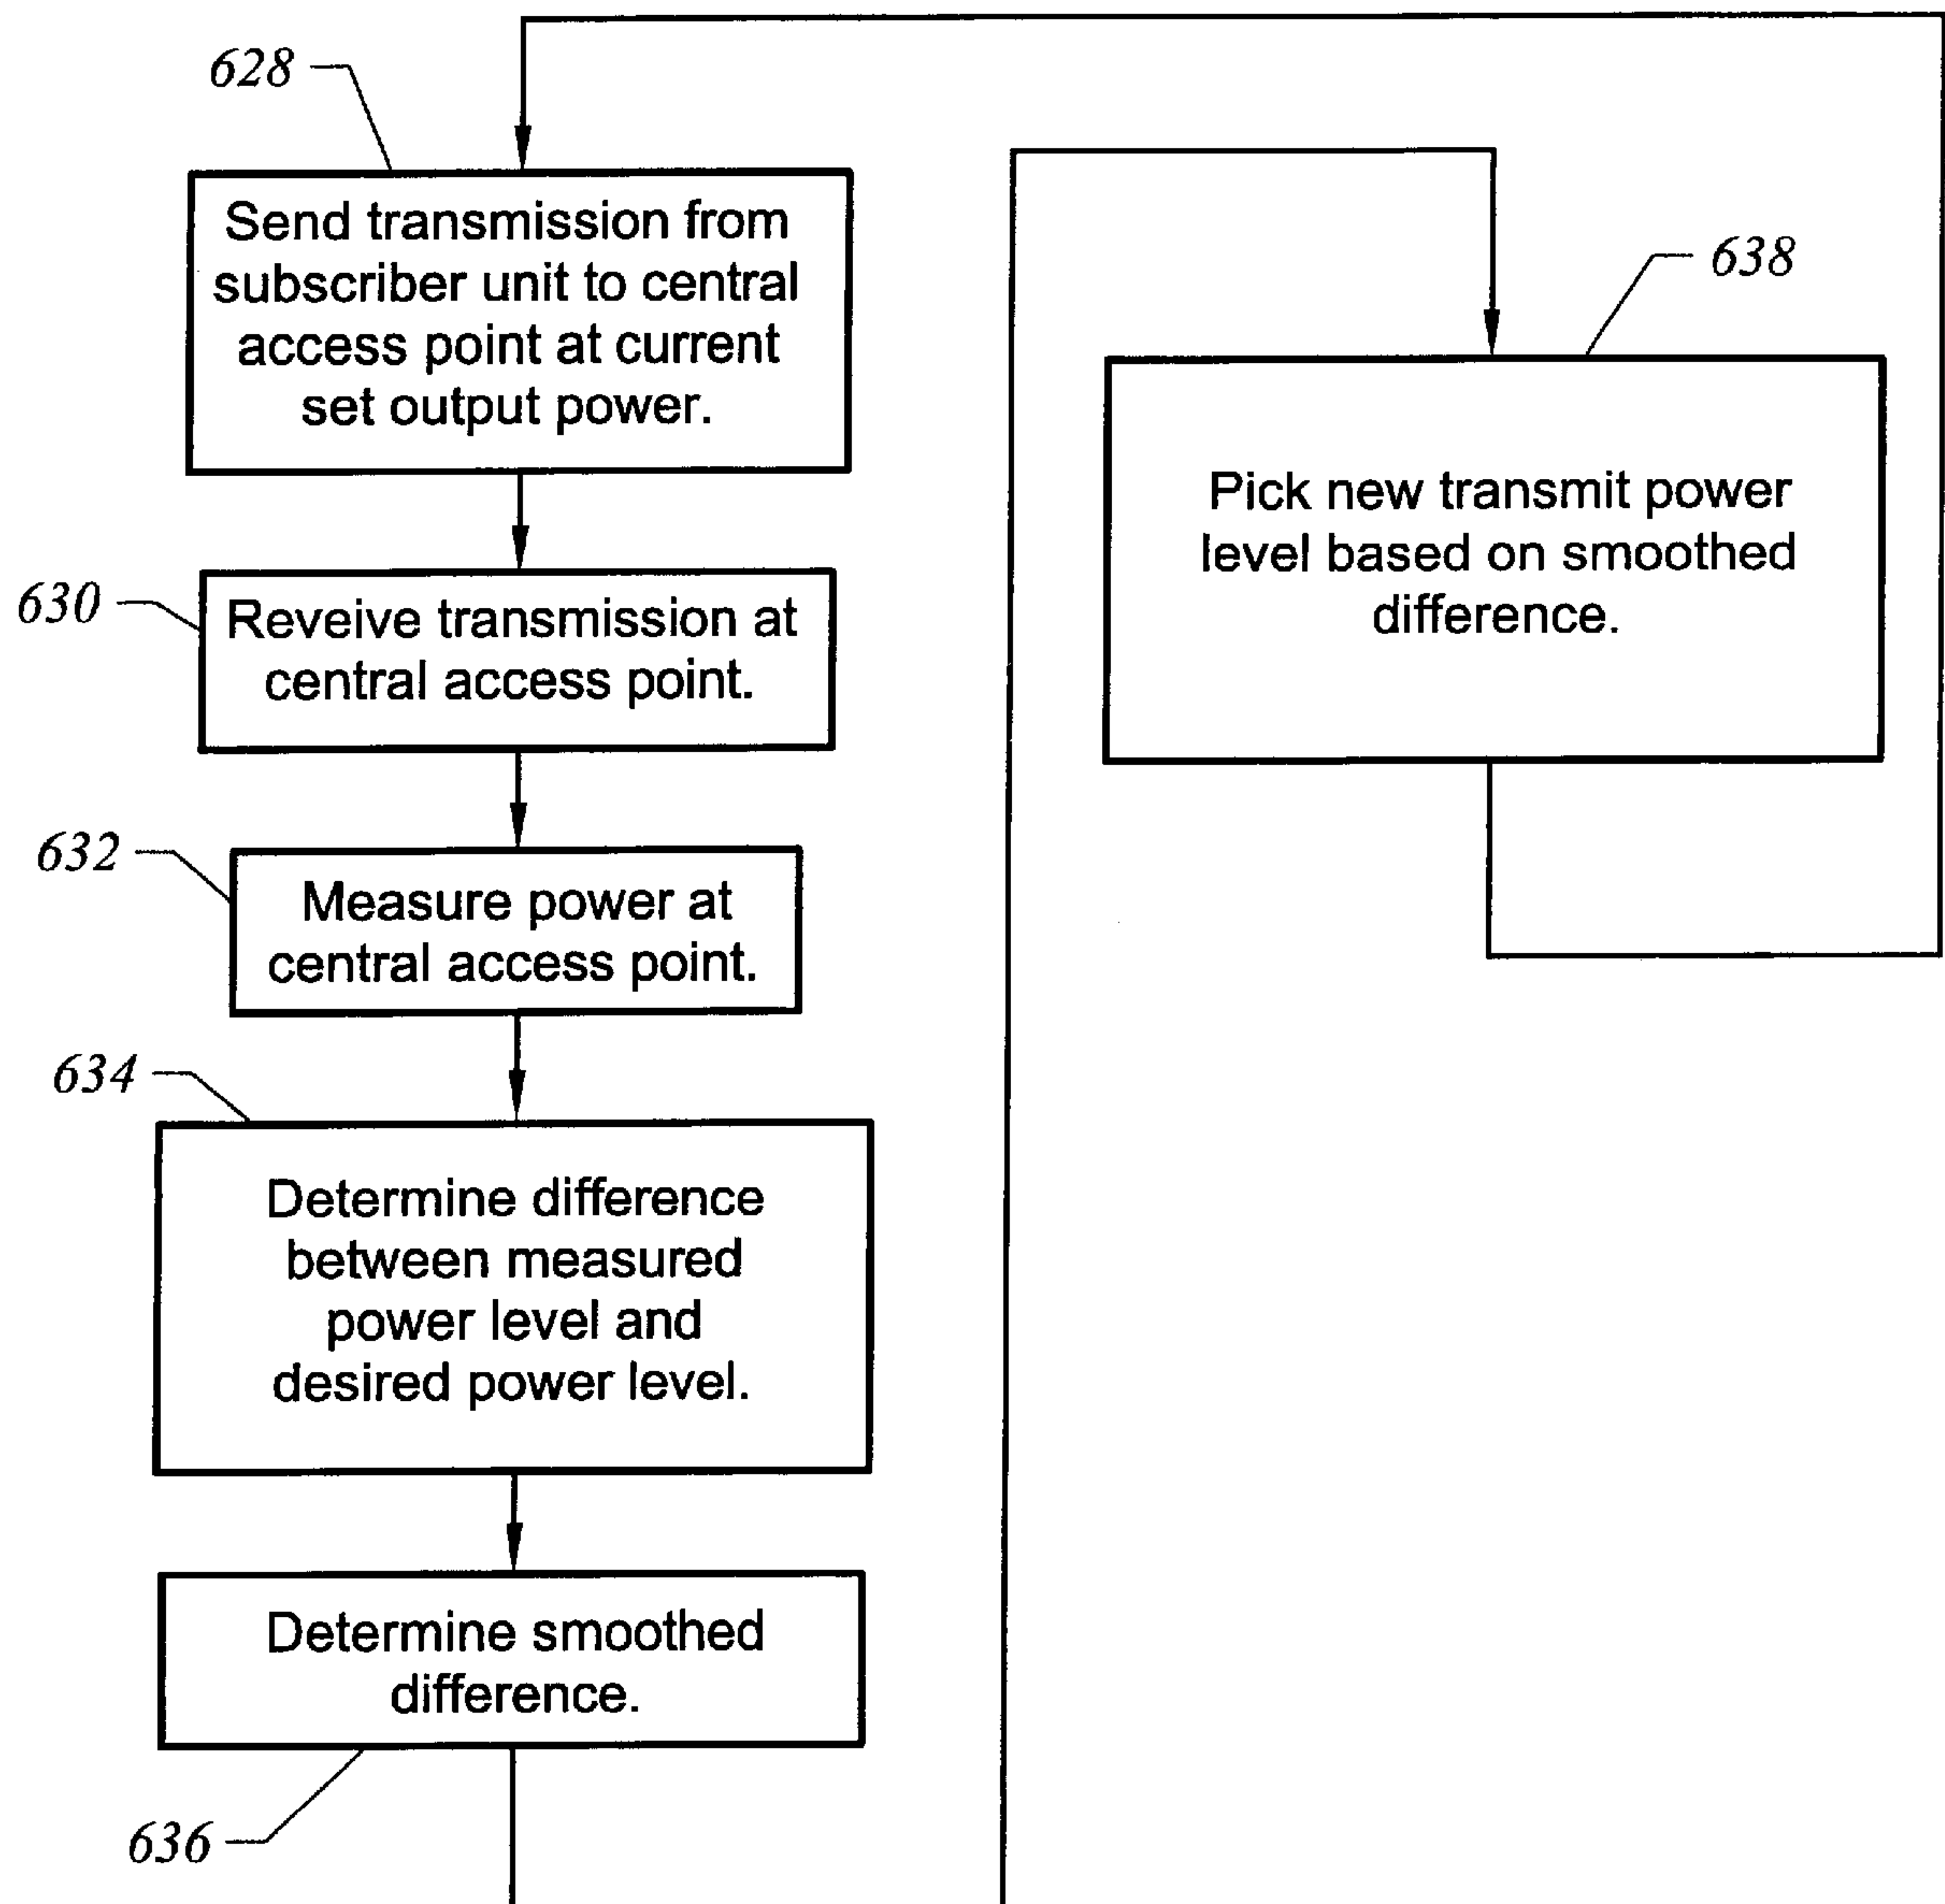 628
Send transmission from
subscriber unit to central
access point at current
set output power.
630
Reveive transmission at
central access point.
632
Measure power at
central access point.
634
Determine difference
between measured
power level and
desired power level.
Determine smoothed
difference.
636
638
Pick new transmit power
level based on smoothed
difference.